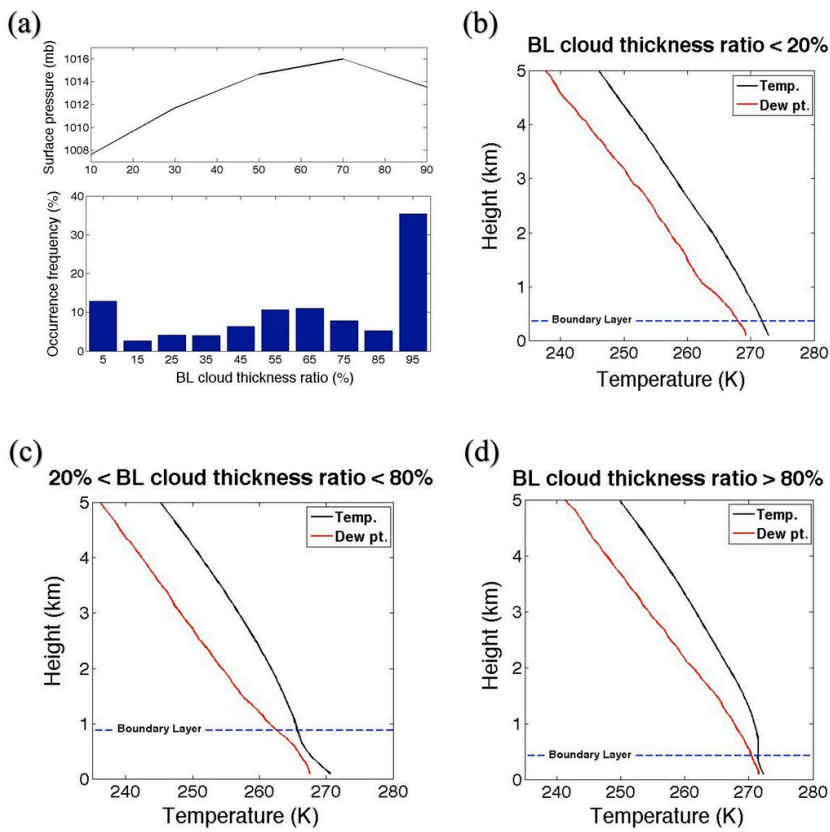 (a)
Surface pressure (mb)
1016
1014
1012
1010
1008
10 20 30 40 50 60 70 80 90
Occurrence frequency (%)
40
30
20
10
0
5 15 25 35 45 55 65 75 85 95
BL cloud thickness ratio (%)
(b)
BL cloud thickness ratio < 20%
Temp.
Dew pt.
Height (km)
5
4
3
2
1
0
Boundary Layer
240 250 260 270 280
Temperature (K)
(c)
20% < BL cloud thickness ratio < 80%
Temp.
Dew pt.
Height (km)
5
4
3
2
1
0
Boundary Layer
240 250 260 270 280
Temperature (K)
(d)
BL cloud thickness ratio > 80%
Temp.
Dew pt.
Height (km)
5
4
3
2
1
0
Boundary Layer
240 250 260 270 280
Temperature (K)